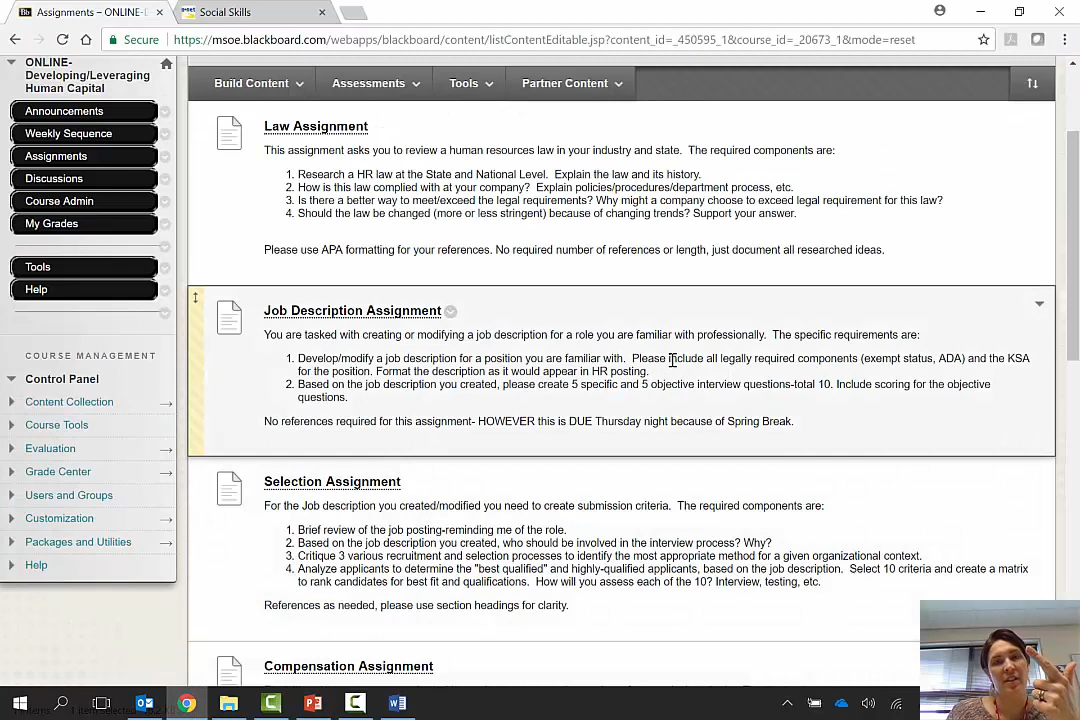 Assignments – ONLINE-D
Social Skills
Secure
https://msoe.blackboard.com/webapps/blackboard/content/listContentEditable.jsp?content_id=_450595_1&course_id=_20673_1&mode=reset
ONLINE-
Developing/Leveraging
Human Capital
Announcements
Weekly Sequence
Assignments
Discussions
Course Admin
My Grades
Tools
Help
COURSE MANAGEMENT
Control Panel
Content Collection
Course Tools
Evaluation
Grade Center
Users and Groups
Customization
Packages and Utilities
Help
Build Content
Assessments
Tools
Partner Content
Law Assignment
This assignment asks you to review a human resources law in your industry and state. The required components are:
1. Research a HR law at the State and National Level. Explain the law and its history.
2. How is this law complied with at your company? Explain policies/procedures/department process, etc.
3. Is there a better way to meet/exceed the legal requirements? Why might a company choose to exceed legal requirement for this law?
4. Should the law be changed (more or less stringent) because of changing trends? Support your answer.
Please use APA formatting for your references. No required number of references or length, just document all researched ideas.
Job Description Assignment
You are tasked with creating or modifying a job description for a role you are familiar with professionally. The specific requirements are:
1. Develop/modify a job description for a position you are familiar with. Please include all legally required components (exempt status, ADA) and the KSA
for the position. Format the description as it would appear in HR posting.
2. Based on the job description you created, please create 5 specific and 5 objective interview questions-total 10. Include scoring for the objective
questions.
No references required for this assignment- HOWEVER this is DUE Thursday night because of Spring Break.
Selection Assignment
For the Job description you created/modified you need to create submission criteria. The required components are:
1. Brief review of the job posting-reminding me of the role.
2. Based on the job description you created, who should be involved in the interview process? Why?
3. Critique 3 various recruitment and selection processes to identify the most appropriate method for a given organizational context.
4. Analyze applicants to determine the "best qualified" and highly-qualified applicants, based on the job description. Select 10 criteria and create a matrix
to rank candidates for best fit and qualifications. How will you assess each of the 10? Interview, testing, etc.
References as needed, please use section headings for clarity.
Compensation Assignment